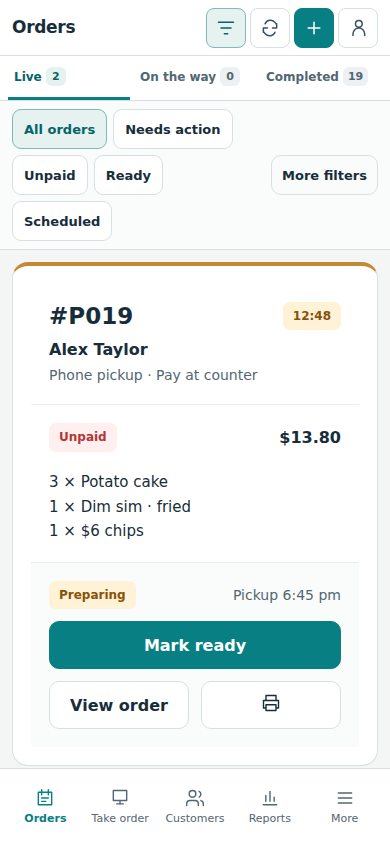 Orders
Live 2
On the way 0
Completed 19
All orders
Needs action
Unpaid
Ready
More filters
Scheduled
#P019
12:48
Alex Taylor
Phone pickup · Pay at counter
Unpaid
$13.80
3 × Potato cake
1 × Dim sim · fried
1 × $6 chips
Preparing
Pickup 6:45 pm
Mark ready
View order
Orders
Take order
Customers
Reports
More